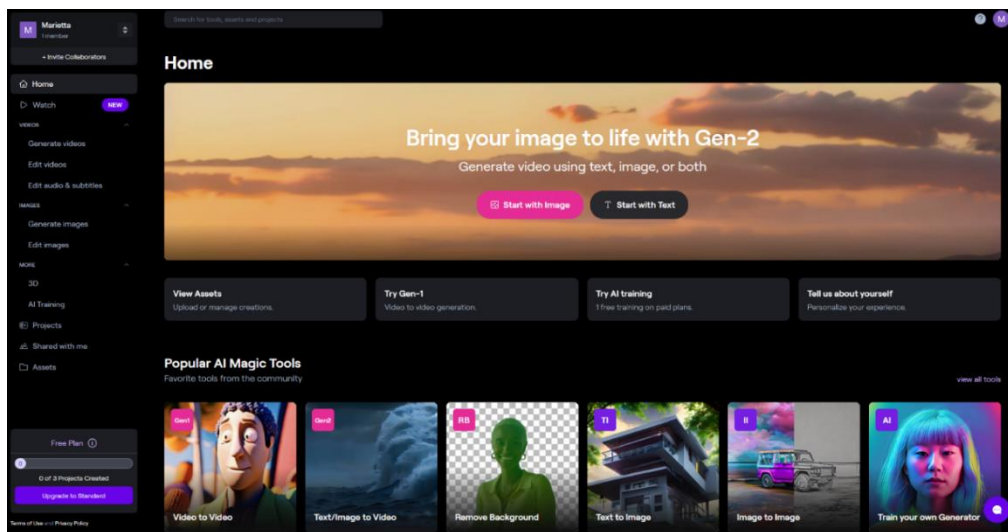 M
Marietta
1 member
+ Invite Collaborators
Home
Watch
NEW
VIDEOS
Generate videos
Edit videos
Edit audio & subtitles
IMAGES
Generate images
Edit images
MORE
3D
AI Training
Projects
Shared with me
Assets
Free Plan
0
0 of 3 Projects Created
Upgrade to Standard
Terms of Use and Privacy Policy
Search for tools, assets and projects
?
M
Home
Bring your image to life with Gen-2
Generate video using text, image, or both
Start with Image
T Start with Text
View Assets
Upload or manage creations.
Try Gen-1
Video to video generation.
Try AI training
1 free training on paid plans.
Tell us about yourself
Personalize your experience.
Popular AI Magic Tools
Favorite tools from the community
view all tools
Gen1
Video to Video
Gen2
Text/Image to Video
RB
Remove Background
TI
Text to Image
II
Image to Image
AI
Train your own Generator